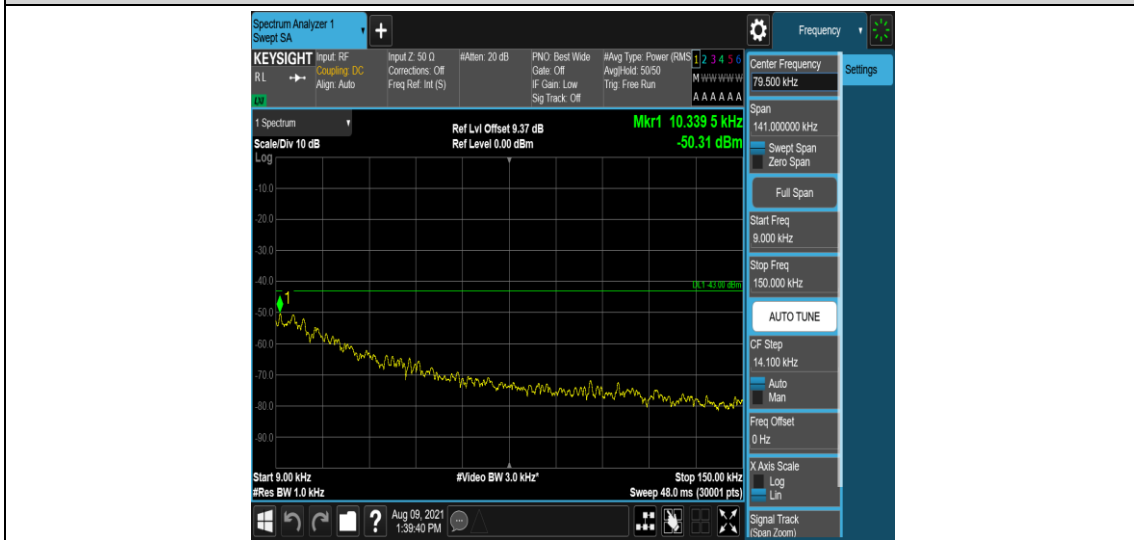 Spectrum Analyzer 1
Swept SA
+
Frequency
KEYSIGHT
RL
LXI
Input: RF
Coupling: DC
Align: Auto
Input Z: 50 Ω
Corrections: Off
Freq Ref: Int (S)
#Atten: 20 dB
PNO: Best Wide
Gate: Off
IF Gain: Low
Sig Track: Off
#Avg Type: Power (RMS
Avg|Hold: 50/50
Trig: Free Run
1 2 3 4 5 6
M W W W W W
A A A A A A
Center Frequency
79.500 kHz
Settings
1 Spectrum
Scale/Div 10 dB
Ref Lvl Offset 9.37 dB
Ref Level 0.00 dBm
Mkr1 10.339 5 kHz
-50.31 dBm
Log
-10.0
-20.0
-30.0
-40.0
-50.0
-60.0
-70.0
-80.0
-90.0
DL1 -43.00 dBm
1
Start 9.00 kHz
#Res BW 1.0 kHz
#Video BW 3.0 kHz*
Stop 150.00 kHz
Sweep 48.0 ms (30001 pts)
Span
141.000000 kHz
Swept Span
Zero Span
Full Span
Start Freq
9.000 kHz
Stop Freq
150.000 kHz
AUTO TUNE
CF Step
14.100 kHz
Auto
Man
Freq Offset
0 Hz
X Axis Scale
Log
Lin
Signal Track
(Span Zoom)
?
Aug 09, 2021
1:39:40 PM